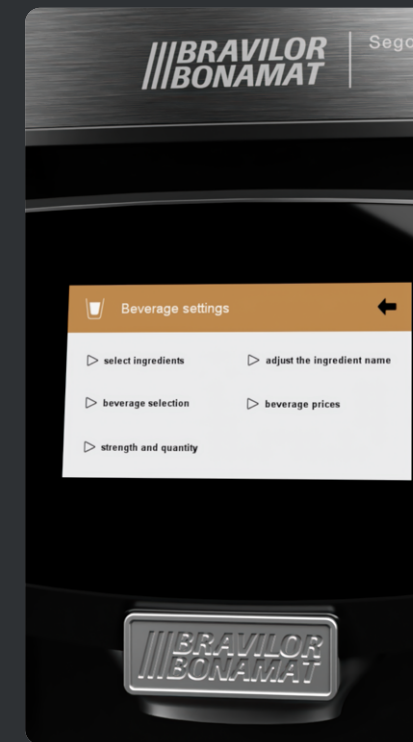 BRAVILOR
BONAMAT
Beverage settings
select ingredients
adjust the ingredient name
beverage selection
beverage prices
strength and quantity
BRAVILOR
BONAMAT